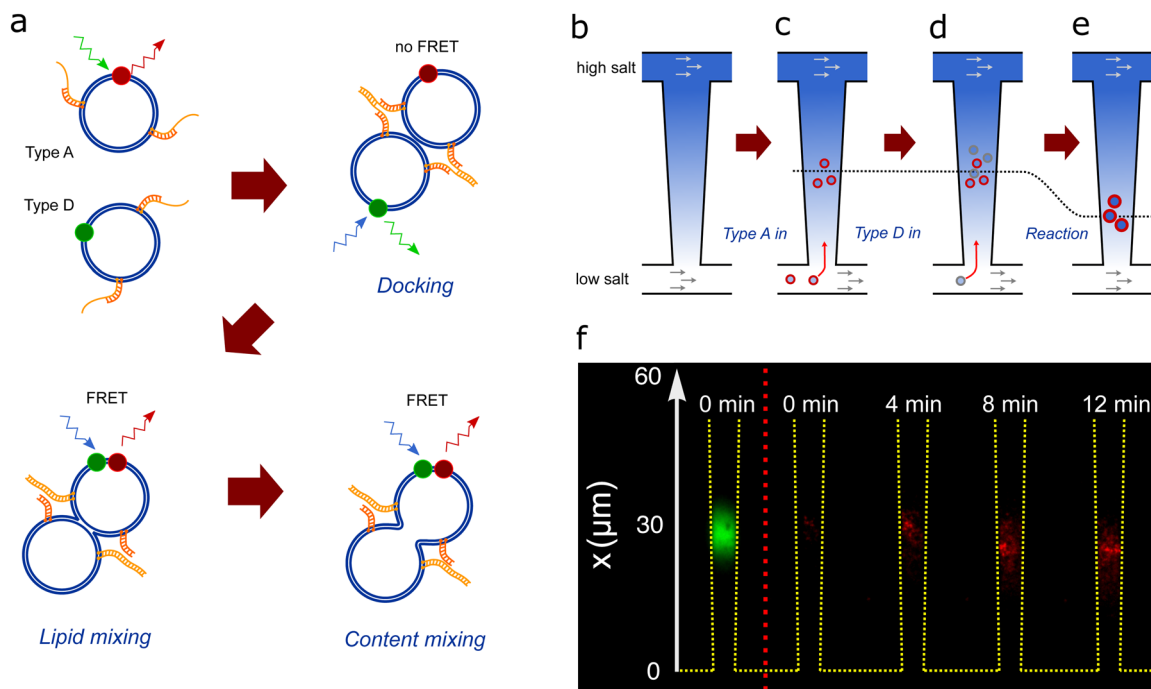 a
Type A
Type D
no FRET
Docking
FRET
Lipid mixing
FRET
Content mixing
b
c
d
e
high salt
Type A in
Type D in
Reaction
low salt
f
60
30
0
x (μm)
0 min
0 min
4 min
8 min
12 min